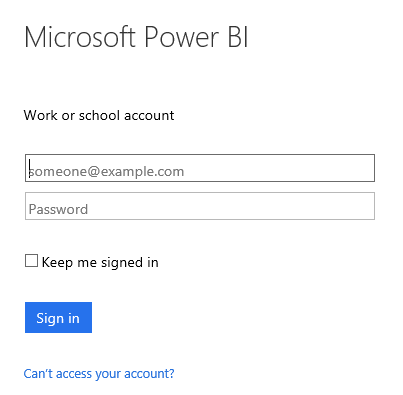 Microsoft Power BI
Work or school account
someone@example.com
Password
Keep me signed in
Sign in
Can't access your account?